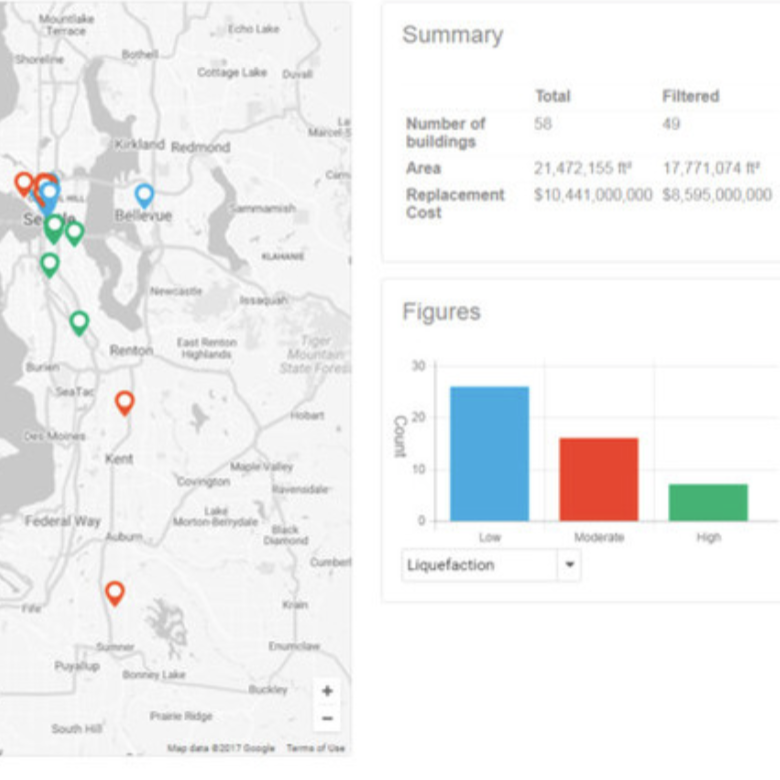 Mountlake
Terrace
Echo Lake
Shoreline
Bothell
Cottage Lake
Duvall
Kirkland
Redmond
Marcel-S
HILL
Bellevue
Sammamish
KLAHANIE
Newcastle
Issaquah
Renton
East Renton
Highlands
Tiger
Mountain
State Fores
Burien
SeaTac
Hobart
Des Moines
Kent
Maple Valley
Covington
Ravensdale
Lake
Morton-Berrydale
Federal Way
Auburn
Black
Diamond
Cumberl
Fife
Krain
Sumner
Enumclaw
Puyallup
Bonney Lake
Buckley
Prairie Ridge
South Hill
+
−
Map data ©2017 Google Terms of Use
Summary
Total Filtered
Number of
buildings
58 49
Area 21,472,155 ft² 17,771,074 ft²
Replacement
Cost
$10,441,000,000 $8,595,000,000
Figures
30
20
10
0
Count
Low Moderate High
Liquefaction